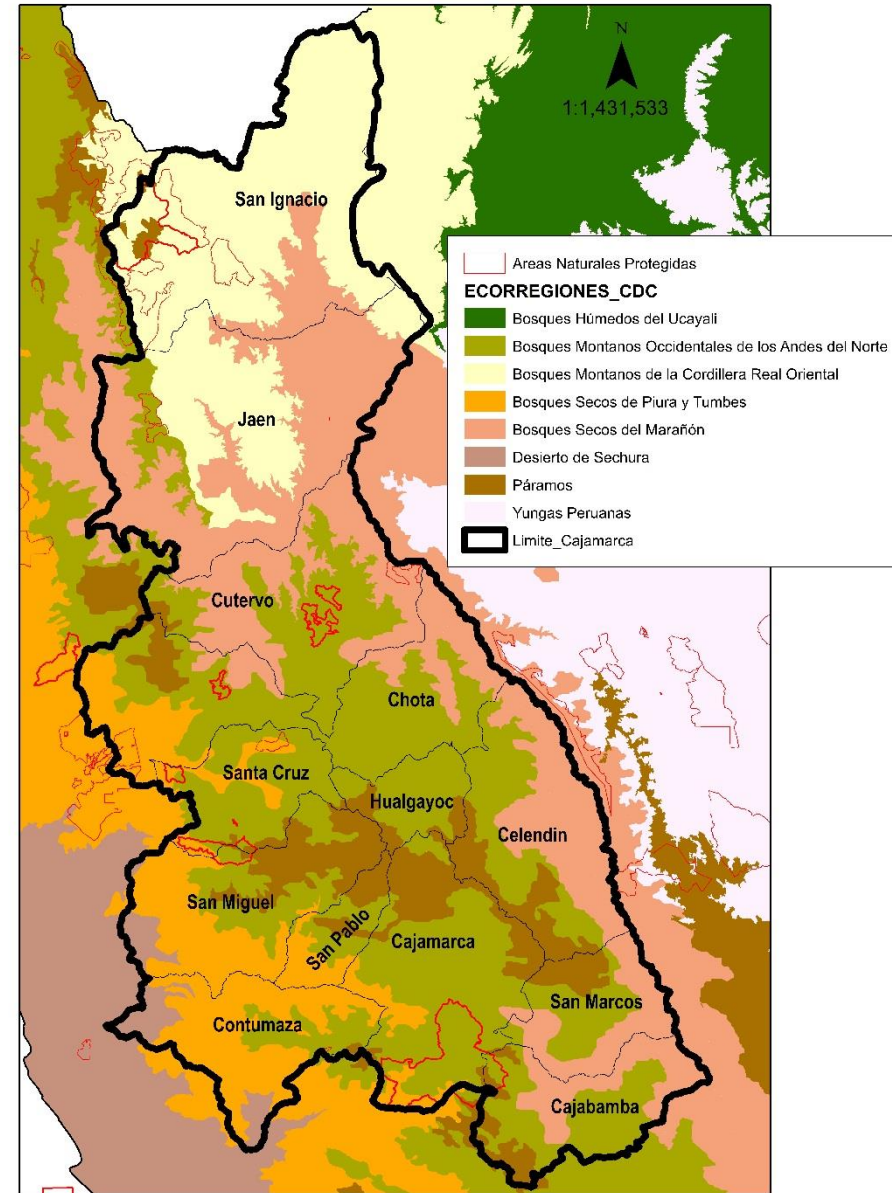 N
1:1,431,533
San Ignacio
Areas Naturales Protegidas
ECORREGIONES_CDC
Bosques Húmedos del Ucayali
Bosques Montanos Occidentales de los Andes del Norte
Bosques Montanos de la Cordillera Real Oriental
Bosques Secos de Piura y Tumbes
Bosques Secos del Marañón
Desierto de Sechura
Páramos
Yungas Peruanas
Limite_Cajamarca
Jaen
Cutervo
Chota
Santa Cruz
Hualgayoc
Celendin
San Miguel
San Pablo
Cajamarca
San Marcos
Contumaza
Cajabamba